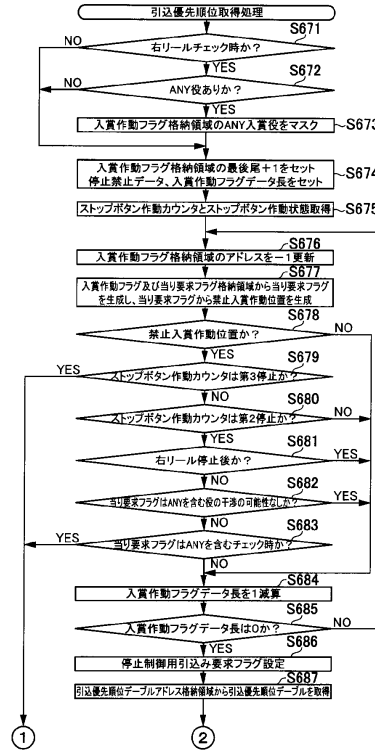 引込優先順位取得処理
S671
右リールチェック時か?
NO
YES
S672
ANY役ありか?
NO
YES
入賞作動フラグ格納領域のANY入賞役をマスク
S673
入賞作動フラグ格納領域の最後尾+1をセット
停止禁止データ、入賞作動フラグデータ長をセット
S674
ストップボタン作動カウンタとストップボタン作動状態取得
S675
S676
入賞作動フラグ格納領域のアドレスを-1更新
S677
入賞作動フラグ及び当り要求フラグ格納領域から当り要求フラグ
を生成し、当り要求フラグから禁止入賞作動位置を生成
S678
禁止入賞作動位置か?
NO
YES
S679
ストップボタン作動カウンタは第3停止か?
YES
NO
S680
ストップボタン作動カウンタは第2停止か?
NO
YES
S681
右リール停止後か?
YES
NO
S682
当り要求フラグはANYを含む役の干渉の可能性なしか?
YES
NO
S683
当り要求フラグはANYを含むチェック時か?
YES
NO
S684
入賞作動フラグデータ長を1減算
S685
入賞作動フラグデータ長は0か?
NO
YES
S686
停止制御用引込み要求フラグ設定
S687
引込優先順位テーブルアドレス格納領域から引込優先順位テーブルを取得
1
2